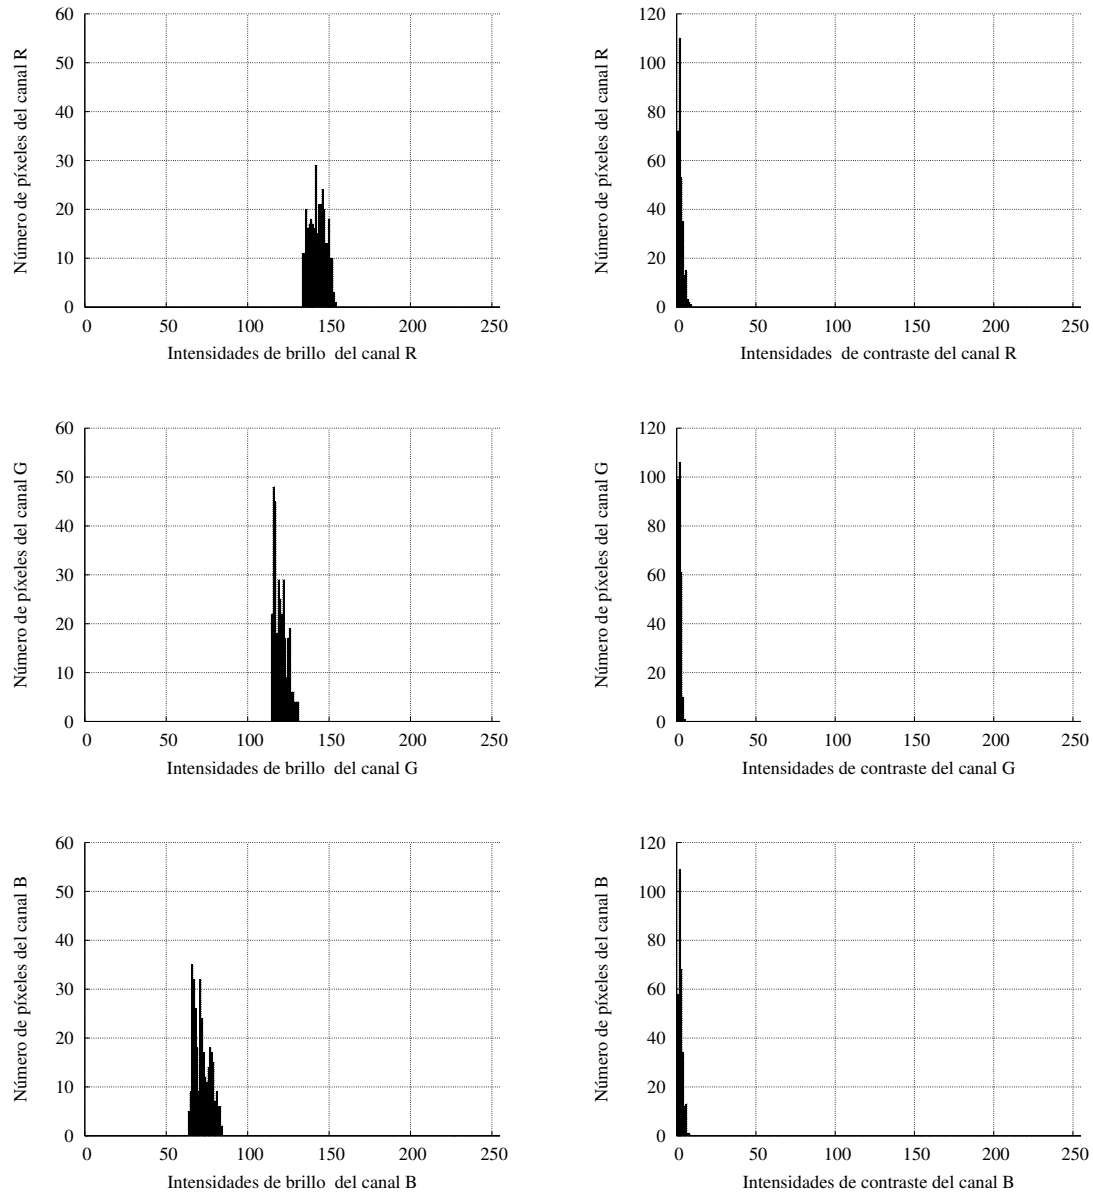 Número de píxeles del canal R
60
50
40
30
20
10
0
0 50 100 150 200 250
Intensidades de brillo  del canal R
Número de píxeles del canal R
120
100
80
60
40
20
0
0 50 100 150 200 250
Intensidades  de contraste del canal R
Número de píxeles del canal G
60
50
40
30
20
10
0
0 50 100 150 200 250
Intensidades de brillo  del canal G
Número de píxeles del canal G
120
100
80
60
40
20
0
0 50 100 150 200 250
Intensidades de contraste del canal G
Número de píxeles del canal B
60
50
40
30
20
10
0
0 50 100 150 200 250
Intensidades de brillo  del canal B
Número de píxeles del canal B
120
100
80
60
40
20
0
0 50 100 150 200 250
Intensidades de contraste del canal B